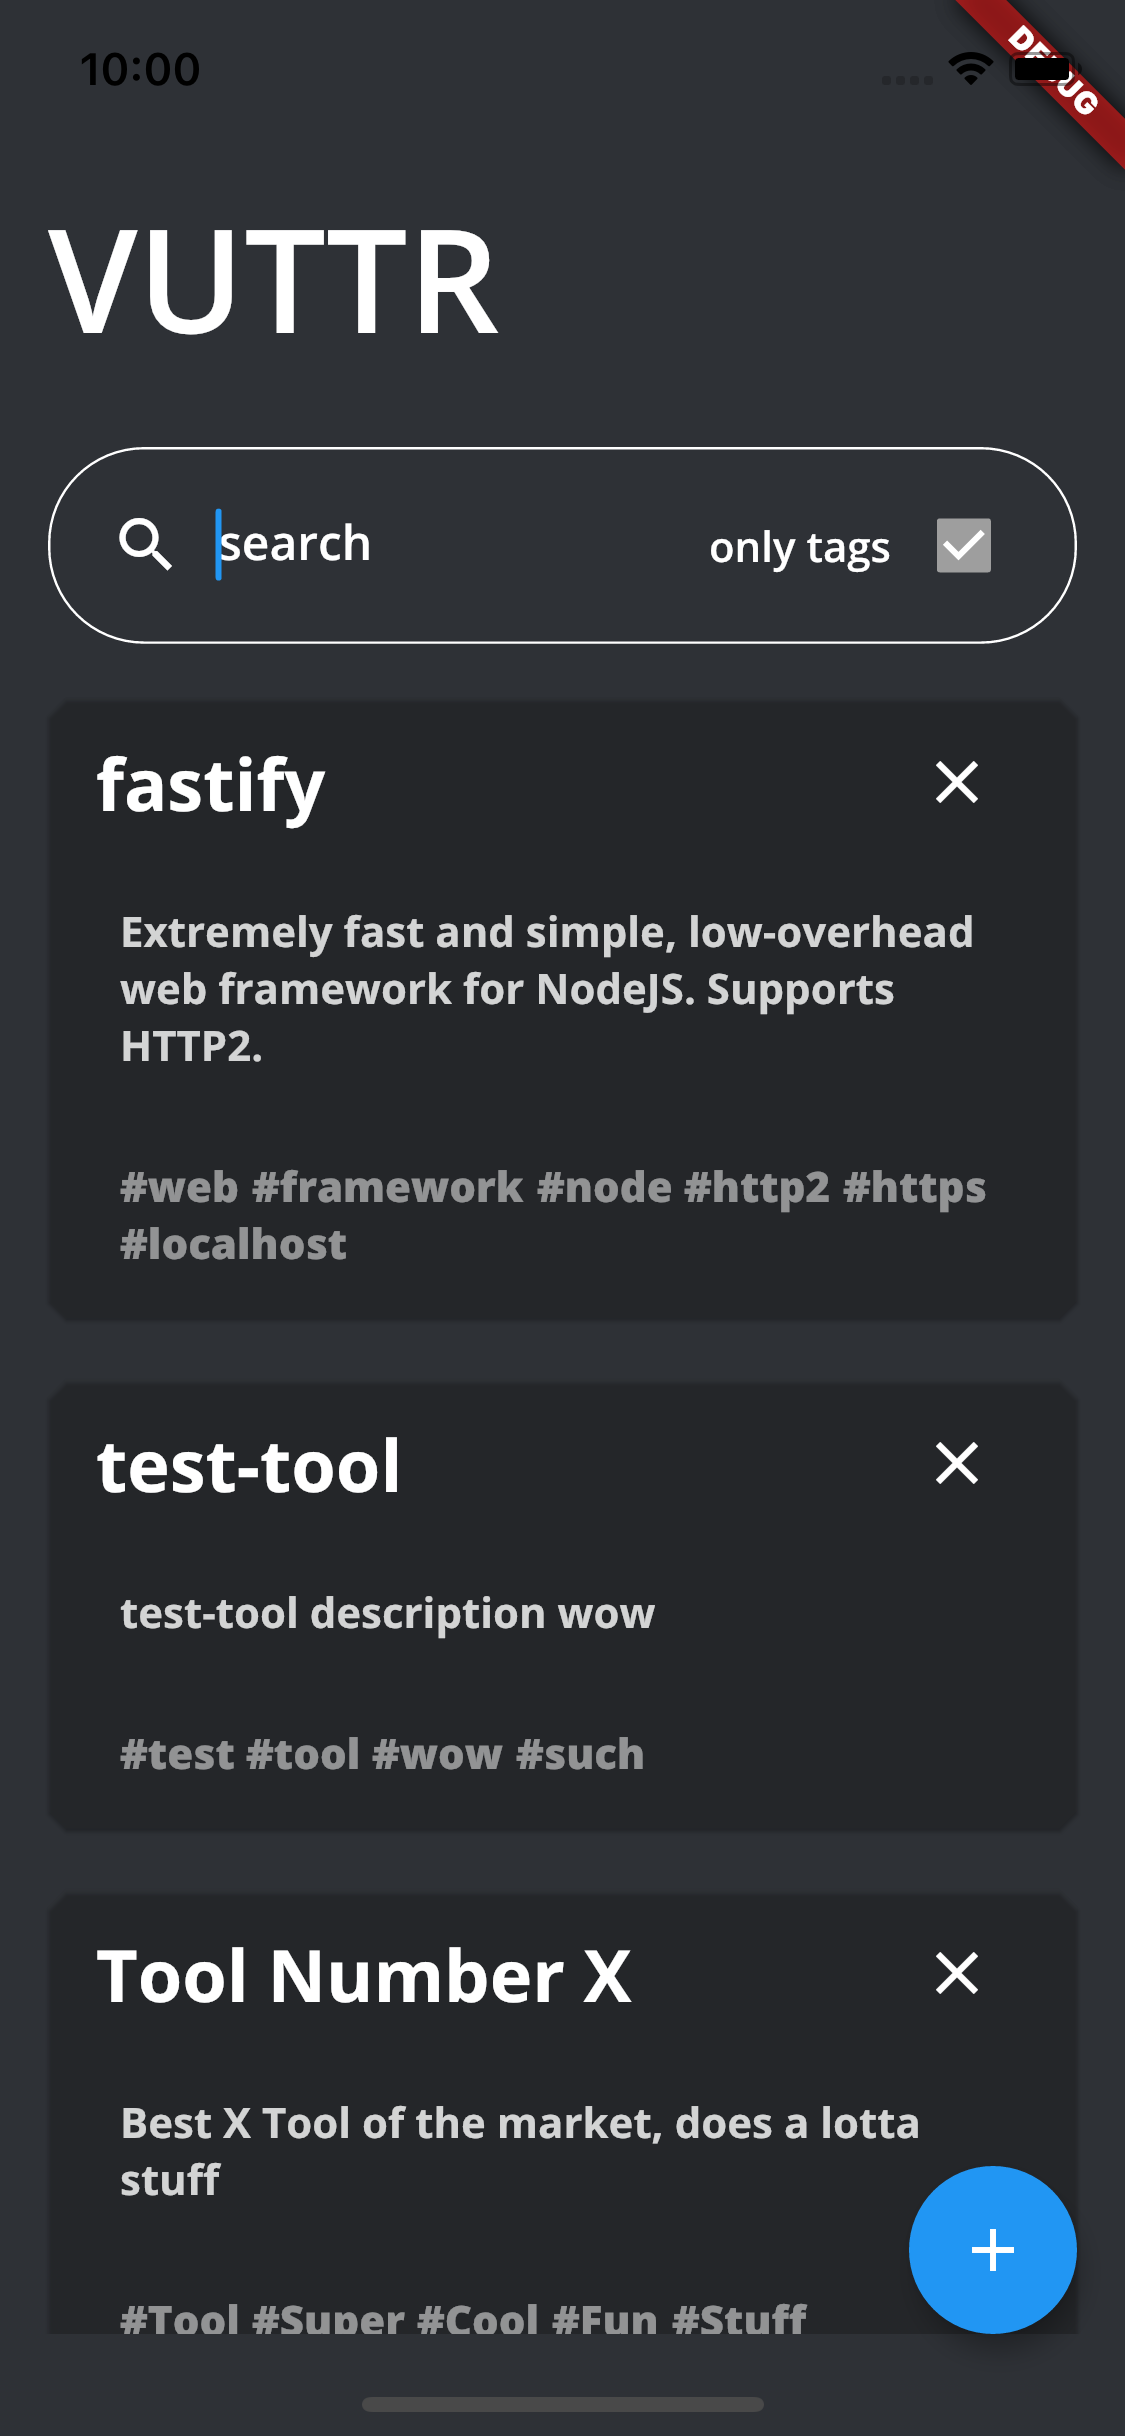 10:00
DEBUG
VUTTR
search
only tags
fastify
Extremely fast and simple, low-overhead
web framework for NodeJS. Supports
HTTP2.
#web #framework #node #http2 #https
#localhost
test-tool
test-tool description wow
#test #tool #wow #such
Tool Number X
Best X Tool of the market, does a lotta
stuff
#Tool #Super #Cool #Fun #Stuff